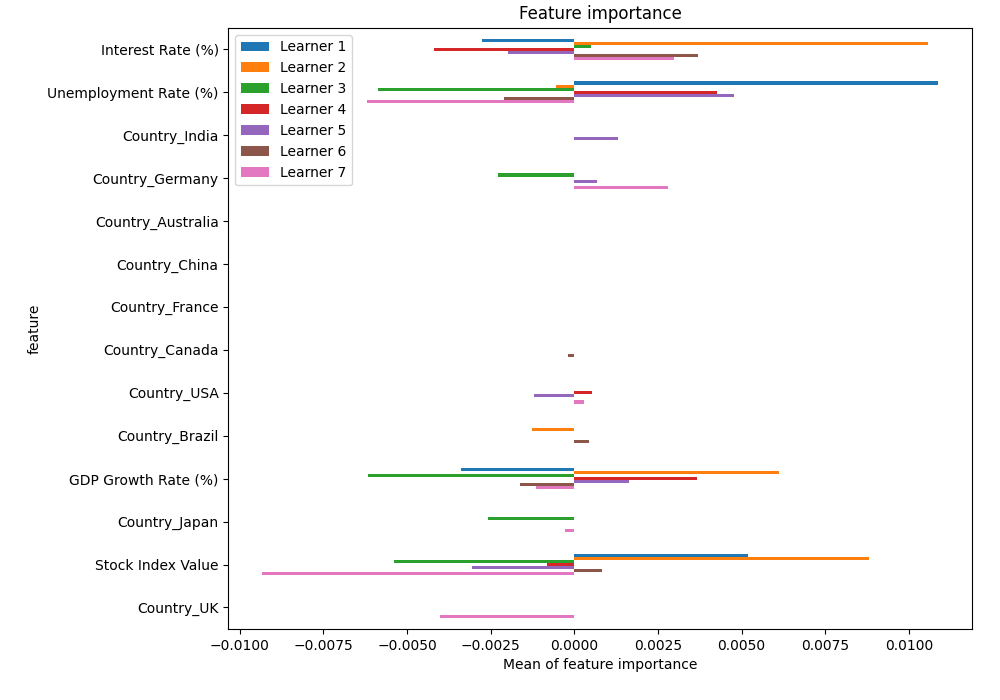 Feature importance
Interest Rate (%)
Unemployment Rate (%)
Country_India
Country_Germany
Country_Australia
Country_China
Country_France
Country_Canada
Country_USA
Country_Brazil
GDP Growth Rate (%)
Country_Japan
Stock Index Value
Country_UK
feature
Learner 1
Learner 2
Learner 3
Learner 4
Learner 5
Learner 6
Learner 7
−0.0100 −0.0075 −0.0050 −0.0025 0.0000 0.0025 0.0050 0.0075 0.0100
Mean of feature importance